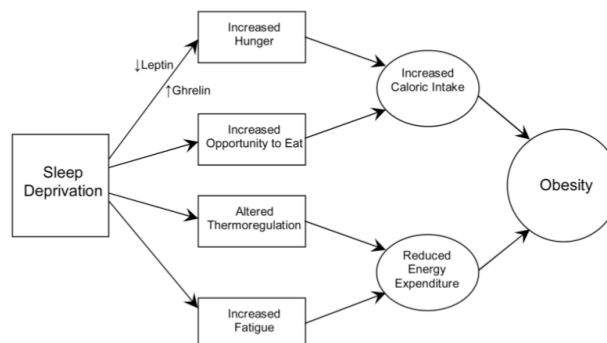 Increased
Hunger
↓Leptin
↑Ghrelin
Increased
Caloric Intake
Increased
Opportunity to Eat
Sleep
Deprivation
Obesity
Altered
Thermoregulation
Reduced
Energy
Expenditure
Increased
Fatigue